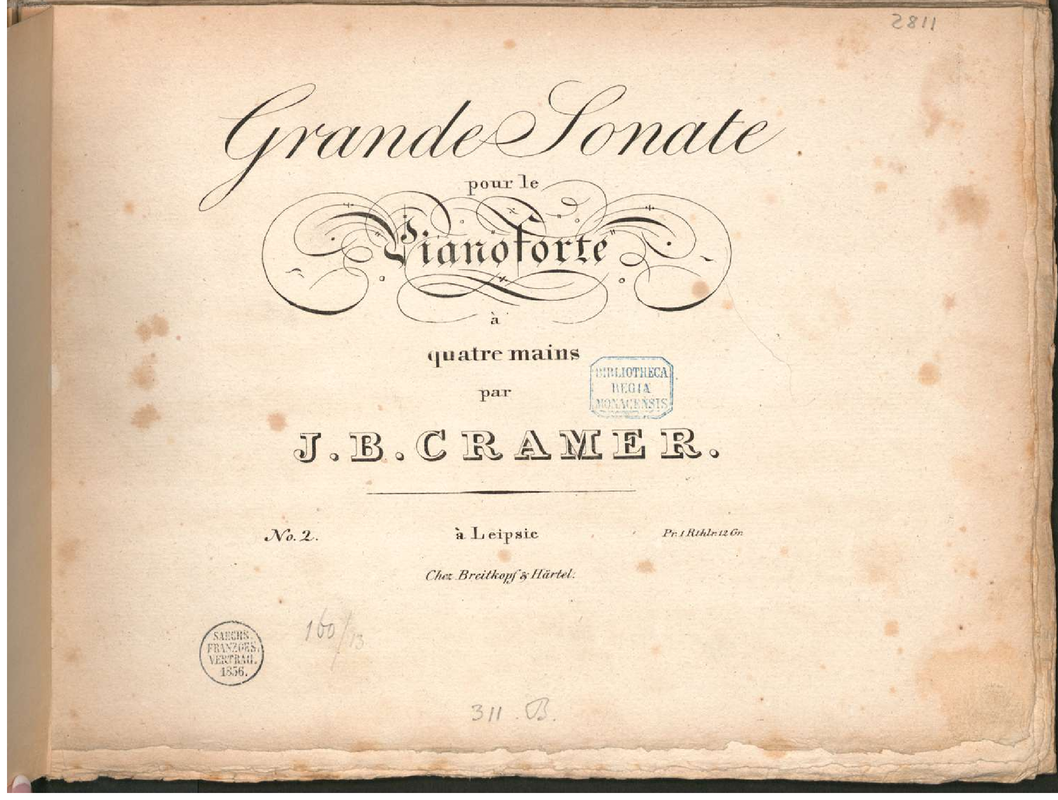 2811
Grande Sonate
pour le
Pianoforte
à
quatre mains
par
J. B. CRAMER.
BIBLIOTHECA
REGIA
MONACENSIS
No. 2.
à Leipsic
Pr. 1 Rthlr. 12 Gr.
Chez Breitkopf & Härtel.
SAECHS.
FRANZOES.
VERTRAG.
1856.
160/13
311. B.